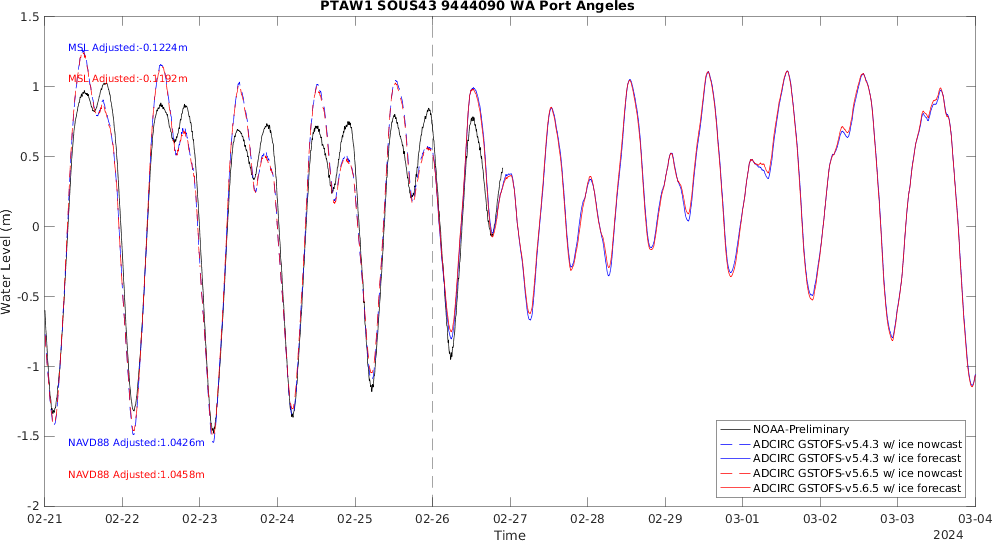 PTAW1 SOUS43 9444090 WA Port Angeles
1.5
1
0.5
0
-0.5
-1
-1.5
-2
Water Level (m)
MSL Adjusted:-0.1224m
MSL Adjusted:-0.1192m
NAVD88 Adjusted:1.0426m
NAVD88 Adjusted:1.0458m
NOAA-Preliminary
ADCIRC GSTOFS-v5.4.3 w/ ice nowcast
ADCIRC GSTOFS-v5.4.3 w/ ice forecast
ADCIRC GSTOFS-v5.6.5 w/ ice nowcast
ADCIRC GSTOFS-v5.6.5 w/ ice forecast
02-21 02-22 02-23 02-24 02-25 02-26 02-27 02-28 02-29 03-01 03-02 03-03 03-04
Time
2024